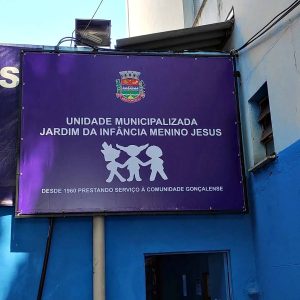 S
UNIDADE MUNICIPALIZADA
JARDIM DA INFÂNCIA MENINO JESUS
DESDE 1960 PRESTANDO SERVIÇO À COMUNIDADE GONÇALENSE